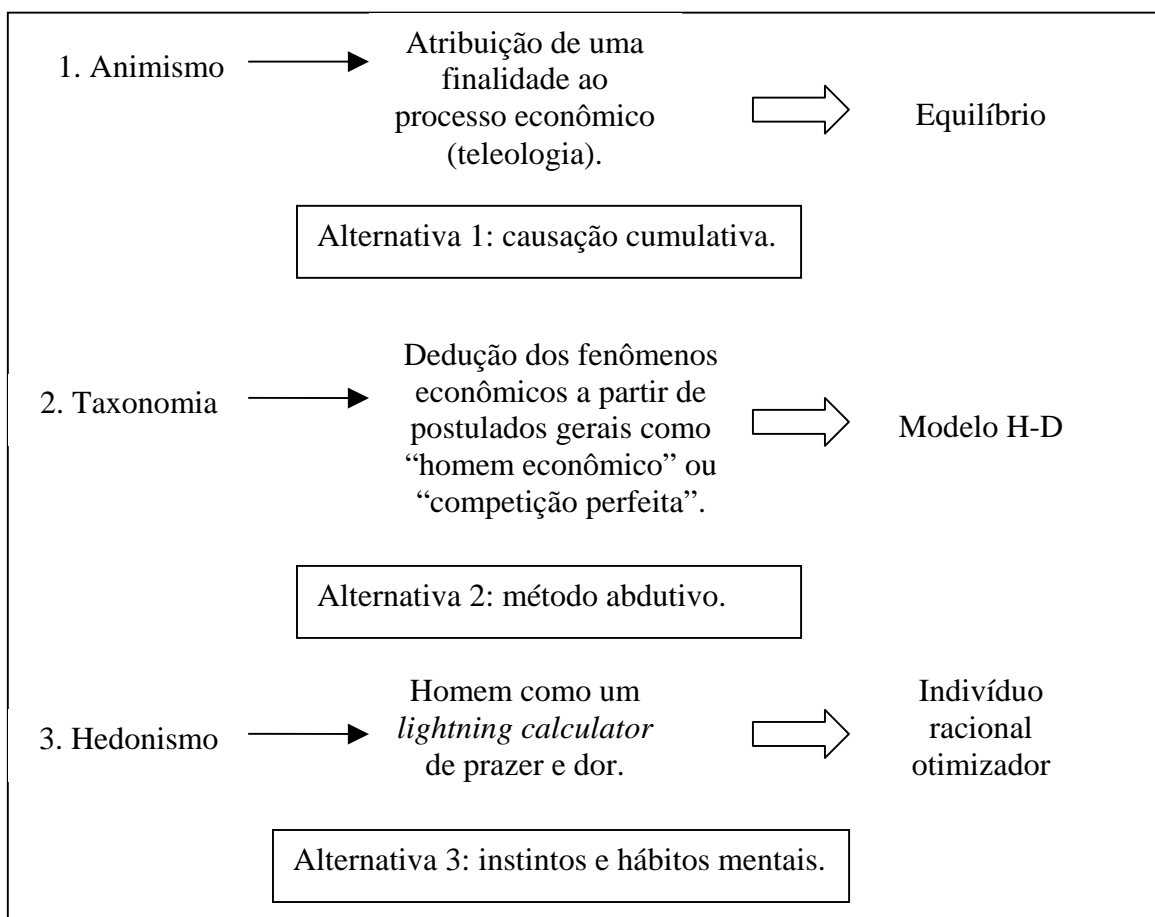 1. Animismo
Atribuição de uma
finalidade ao
processo econômico
(teleologia).
Equilíbrio
Alternativa 1: causação cumulativa.
2. Taxonomia
Dedução dos fenômenos
econômicos a partir de
postulados gerais como
“homem econômico” ou
“competição perfeita”.
Modelo H-D
Alternativa 2: método abdutivo.
3. Hedonismo
Homem como um
lightning calculator
de prazer e dor.
Indivíduo
racional
otimizador
Alternativa 3: instintos e hábitos mentais.